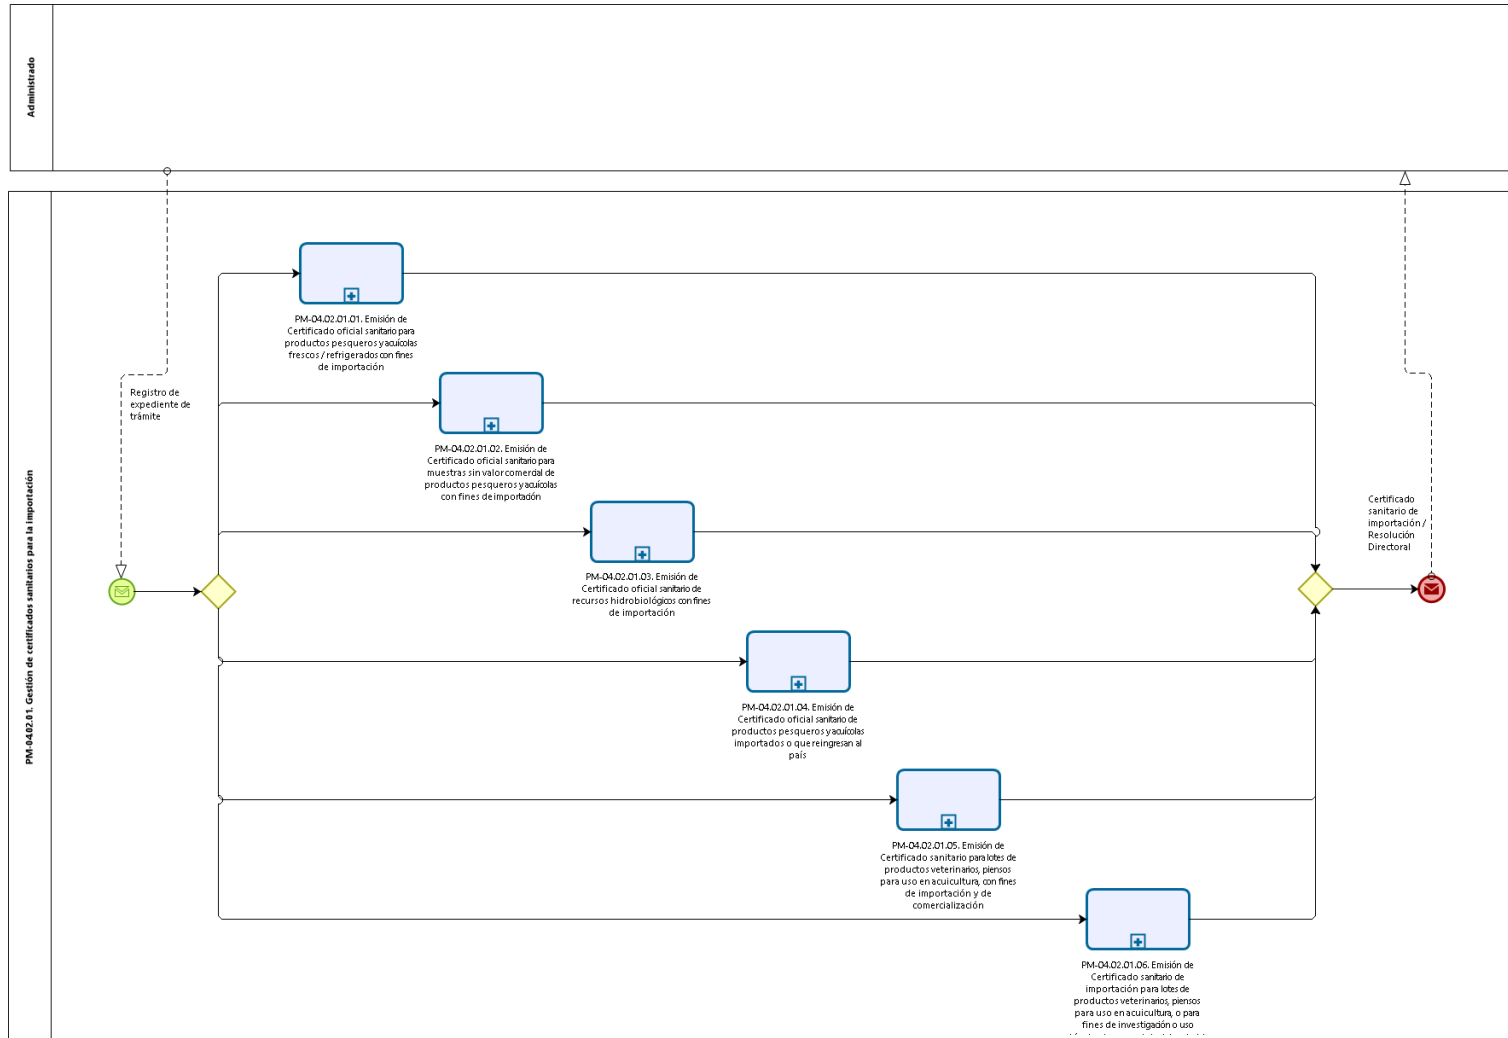 Administrado
PM-04.02.01. Gestión de certificados sanitarios para la importación
Registro de
expediente de
trámite
PM-04.02.01.01. Emisión de
Certificado oficial sanitario para
productos pesqueros y acuícolas
frescos / refrigerados con fines
de importación
PM-04.02.01.02. Emisión de
Certificado oficial sanitario para
muestras sin valor comercial de
productos pesqueros y acuícolas
con fines de importación
PM-04.02.01.03. Emisión de
Certificado oficial sanitario de
recursos hidrobiológicos con fines
de importación
PM-04.02.01.04. Emisión de
Certificado oficial sanitario de
productos pesqueros y acuícolas
importados o que reingresan al
país
PM-04.02.01.05. Emisión de
Certificado sanitario para lotes de
productos veterinarios, piensos
para uso en acuicultura, con fines
de importación y de
comercialización
PM-04.02.01.06. Emisión de
Certificado sanitario de
importación para lotes de
productos veterinarios, piensos
para uso en acuicultura, o para
fines de investigación o uso
Certificado
sanitario de
importación /
Resolución
Directoral